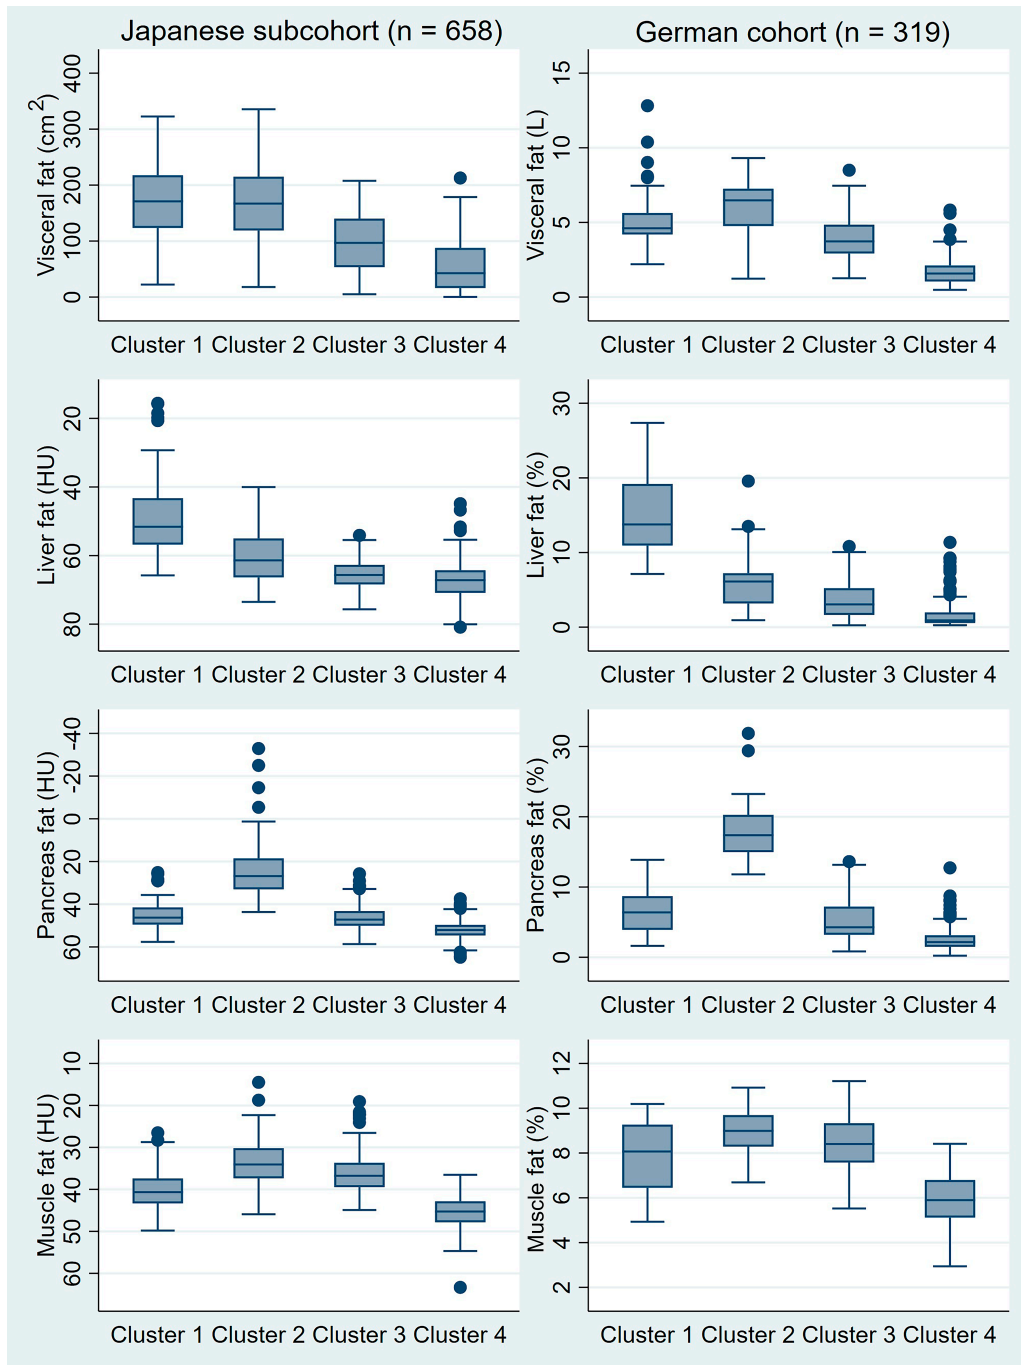 Japanese subcohort (n = 658)
German cohort (n = 319)
Visceral fat (cm²)
400
300
200
100
0
Cluster 1 Cluster 2 Cluster 3 Cluster 4
Visceral fat (L)
15
10
5
0
Cluster 1 Cluster 2 Cluster 3 Cluster 4
Liver fat (HU)
20
40
60
80
Cluster 1 Cluster 2 Cluster 3 Cluster 4
Liver fat (%)
30
20
10
0
Cluster 1 Cluster 2 Cluster 3 Cluster 4
Pancreas fat (HU)
-40
-20
0
20
40
60
Cluster 1 Cluster 2 Cluster 3 Cluster 4
Pancreas fat (%)
30
20
10
0
Cluster 1 Cluster 2 Cluster 3 Cluster 4
Muscle fat (HU)
10
20
30
40
50
60
Cluster 1 Cluster 2 Cluster 3 Cluster 4
Muscle fat (%)
12
10
8
6
4
2
Cluster 1 Cluster 2 Cluster 3 Cluster 4